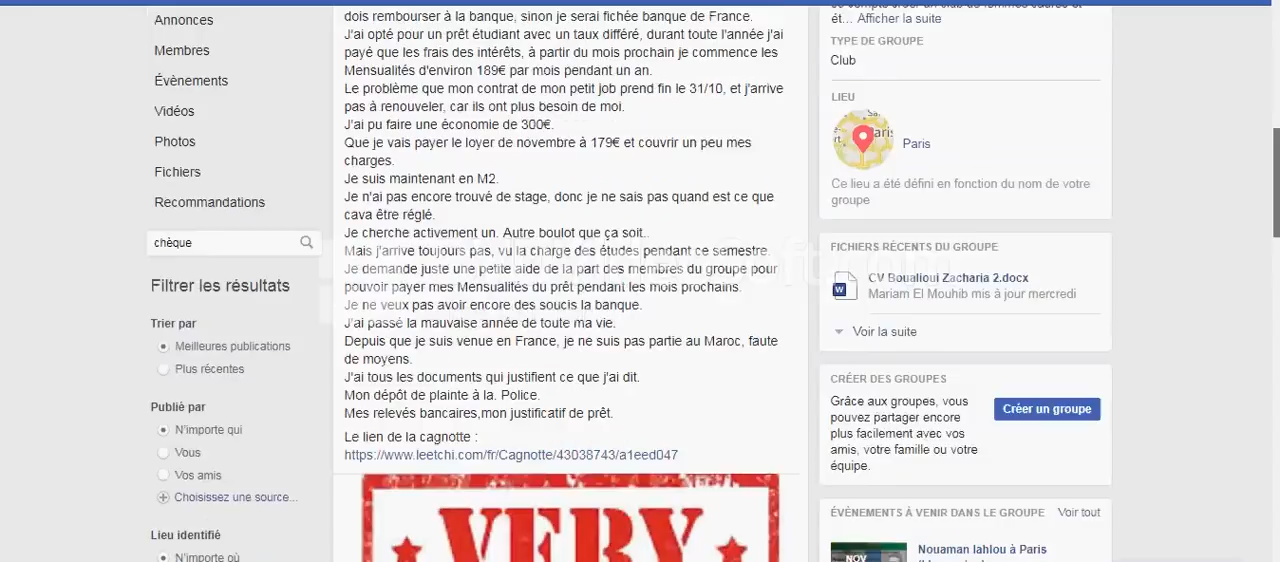 Annonces
Membres
Évènements
Vidéos
Photos
Fichiers
Recommandations
chèque
Filtrer les résultats
Trier par
Meilleures publications
Plus récentes
Publié par
N'importe qui
Vous
Vos amis
Choisissez une source...
Lieu identifié
N'importe où
dois rembourser à la banque, sinon je serai fichée banque de France.
J'ai opté pour un prêt étudiant avec un taux différé, durant toute l'année j'ai
payé que les frais des intérêts, à partir du mois prochain je commence les
Mensualités d'environ 189€ par mois pendant un an.
Le problème que mon contrat de mon petit job prend fin le 31/10, et j'arrive
pas à renouveler, car ils ont plus besoin de moi.
J'ai pu faire une économie de 300€.
Que je vais payer le loyer de novembre à 179€ et couvrir un peu mes
charges.
Je suis maintenant en M2.
Je n'ai pas encore trouvé de stage, donc je ne sais pas quand est ce que
cava être réglé.
Je cherche activement un. Autre boulot que ça soit..
Mais j'arrive toujours pas, vu la charge des études pendant ce semestre.
Je demande juste une petite aide de la part des membres du groupe pour
pouvoir payer mes Mensualités du prêt pendant les mois prochains.
Je ne veux pas avoir encore des soucis la banque.
J'ai passé la mauvaise année de toute ma vie.
Depuis que je suis venue en France, je ne suis pas partie au Maroc, faute
de moyens.
J'ai tous les documents qui justifient ce que j'ai dit.
Mon dépôt de plainte à la. Police.
Mes relevés bancaires,mon justificatif de prêt.
Le lien de la cagnotte :
https://www.leetchi.com/fr/Cagnotte/43038743/a1eed047
VERY
ét… Afficher la suite
TYPE DE GROUPE
Club
LIEU
Paris
Ce lieu a été défini en fonction du nom de votre
groupe
FICHIERS RÉCENTS DU GROUPE
CV Boualioui Zacharia 2.docx
Mariam El Mouhib mis à jour mercredi
Voir la suite
CRÉER DES GROUPES
Grâce aux groupes, vous
pouvez partager encore
plus facilement avec vos
amis, votre famille ou votre
équipe.
Créer un groupe
ÉVÈNEMENTS À VENIR DANS LE GROUPE Voir tout
NOV
Nouaman lahlou à Paris